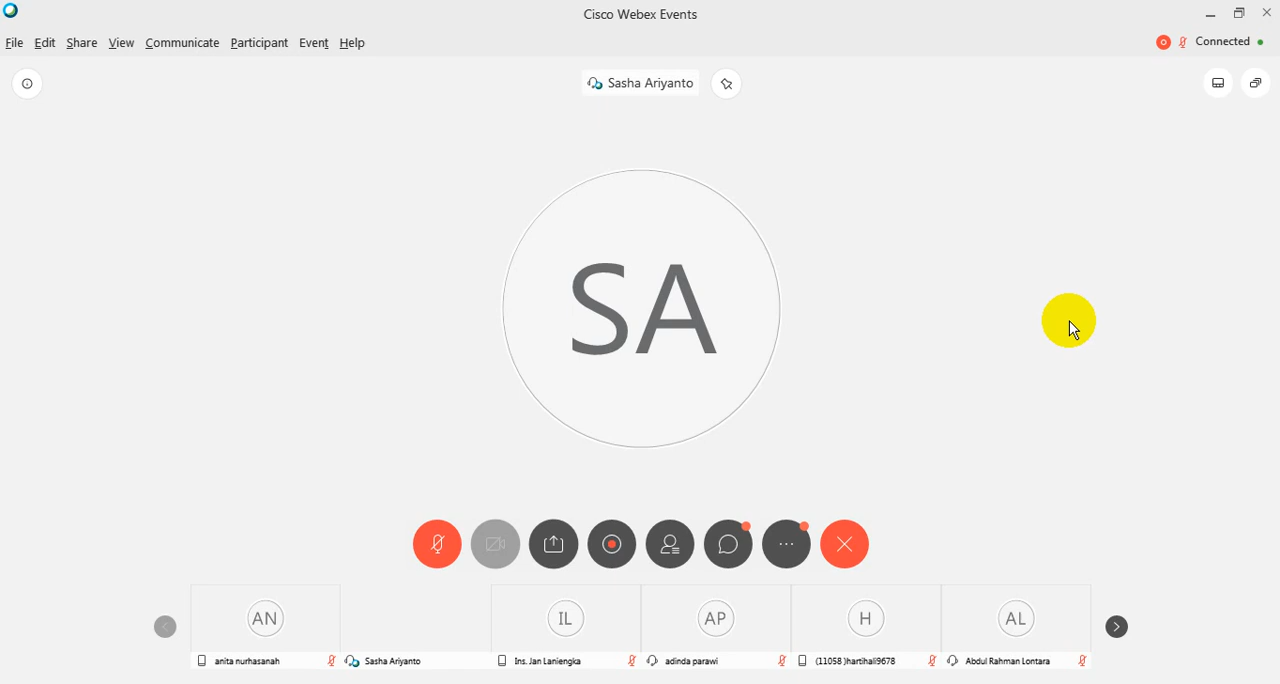 Cisco Webex Events
File Edit Share View Communicate Participant Event Help
Connected
Sasha Ariyanto
SA
AN IL AP H AL
anita nurhasanah Sasha Ariyanto Ins. Jan Laniengka adinda parawi (11058 )hartihali9678 Abdul Rahman Lontara